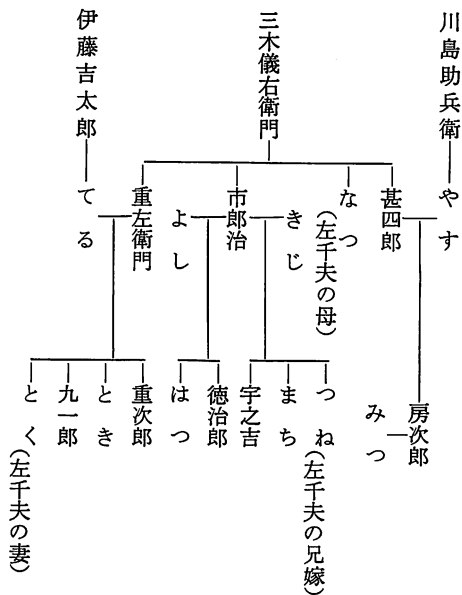 川島助兵衛
やす
三木儀右衛門
甚四郎
なつ
(左千夫の母)
きじ
市郎治
よし
重左衛門
伊藤吉太郎
てる
房次郎
みつ
つね(左千夫の兄嫁)
まち
宇之吉
徳治郎
はつ
重次郎
とき
九一郎
とく(左千夫の妻)